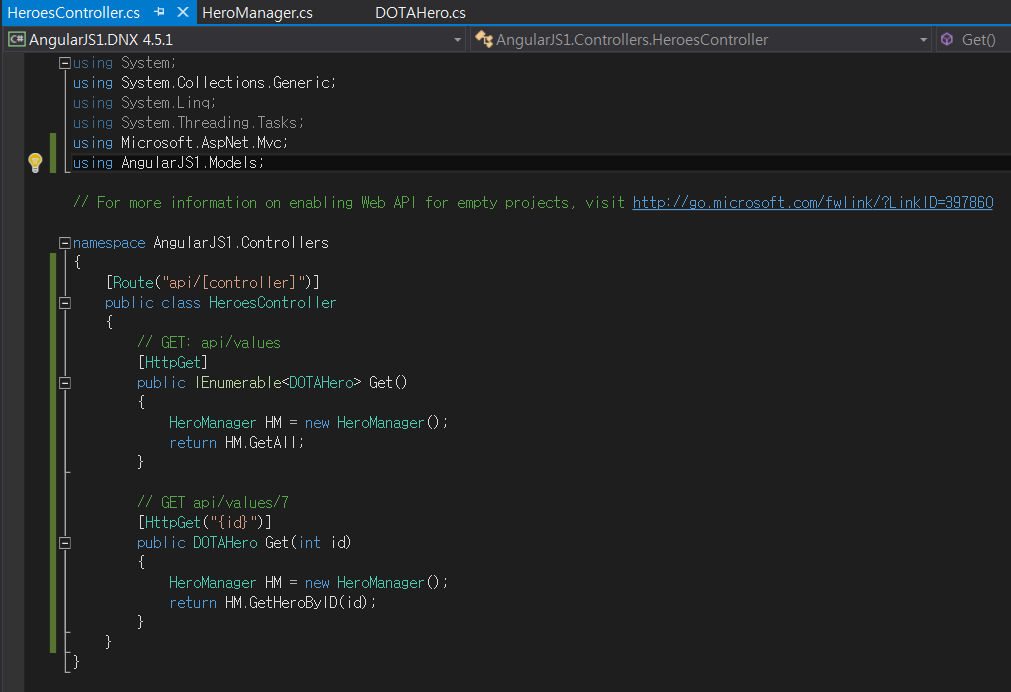 HeroesController.cs HeroManager.cs DOTAHero.cs
C# AngularJS1.DNX 4.5.1 AngularJS1.Controllers.HeroesController Get()
using System;
using System.Collections.Generic;
using System.Linq;
using System.Threading.Tasks;
using Microsoft.AspNet.Mvc;
using AngularJS1.Models;
// For more information on enabling Web API for empty projects, visit http://go.microsoft.com/fwlink/?LinkID=397860
namespace AngularJS1.Controllers
{
[Route("api/[controller]")]
public class HeroesController
{
// GET: api/values
[HttpGet]
public IEnumerable<DOTAHero> Get()
{
HeroManager HM = new HeroManager();
return HM.GetAll;
}
// GET api/values/7
[HttpGet("{id}")]
public DOTAHero Get(int id)
{
HeroManager HM = new HeroManager();
return HM.GetHeroByID(id);
}
}
}